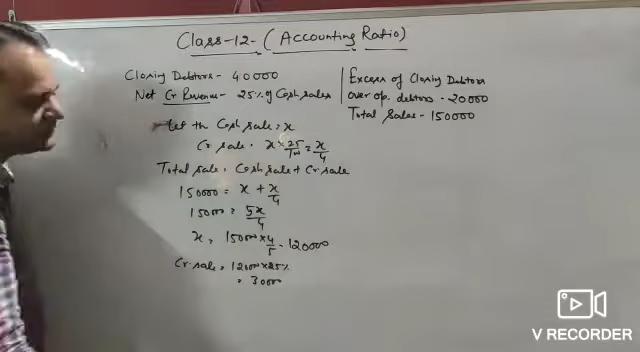 Class-12-(Accounting Ratio)
Closing Debtors - 40000
Net Cr Revenue - 25% of Cash sales
Excess of Closing Debtors
over op. debtors - 20000
Total Sales - 150000
Let the Cash sale = x
Cr sale = x × 25/100 = x/4
Total sale = Cash sale + Cr sale
150000 = x + x/4
150000 = 5x/4
x = 150000 × 4/5 = 120000
Cr sale = 120000 × 25%
= 30000
V RECORDER